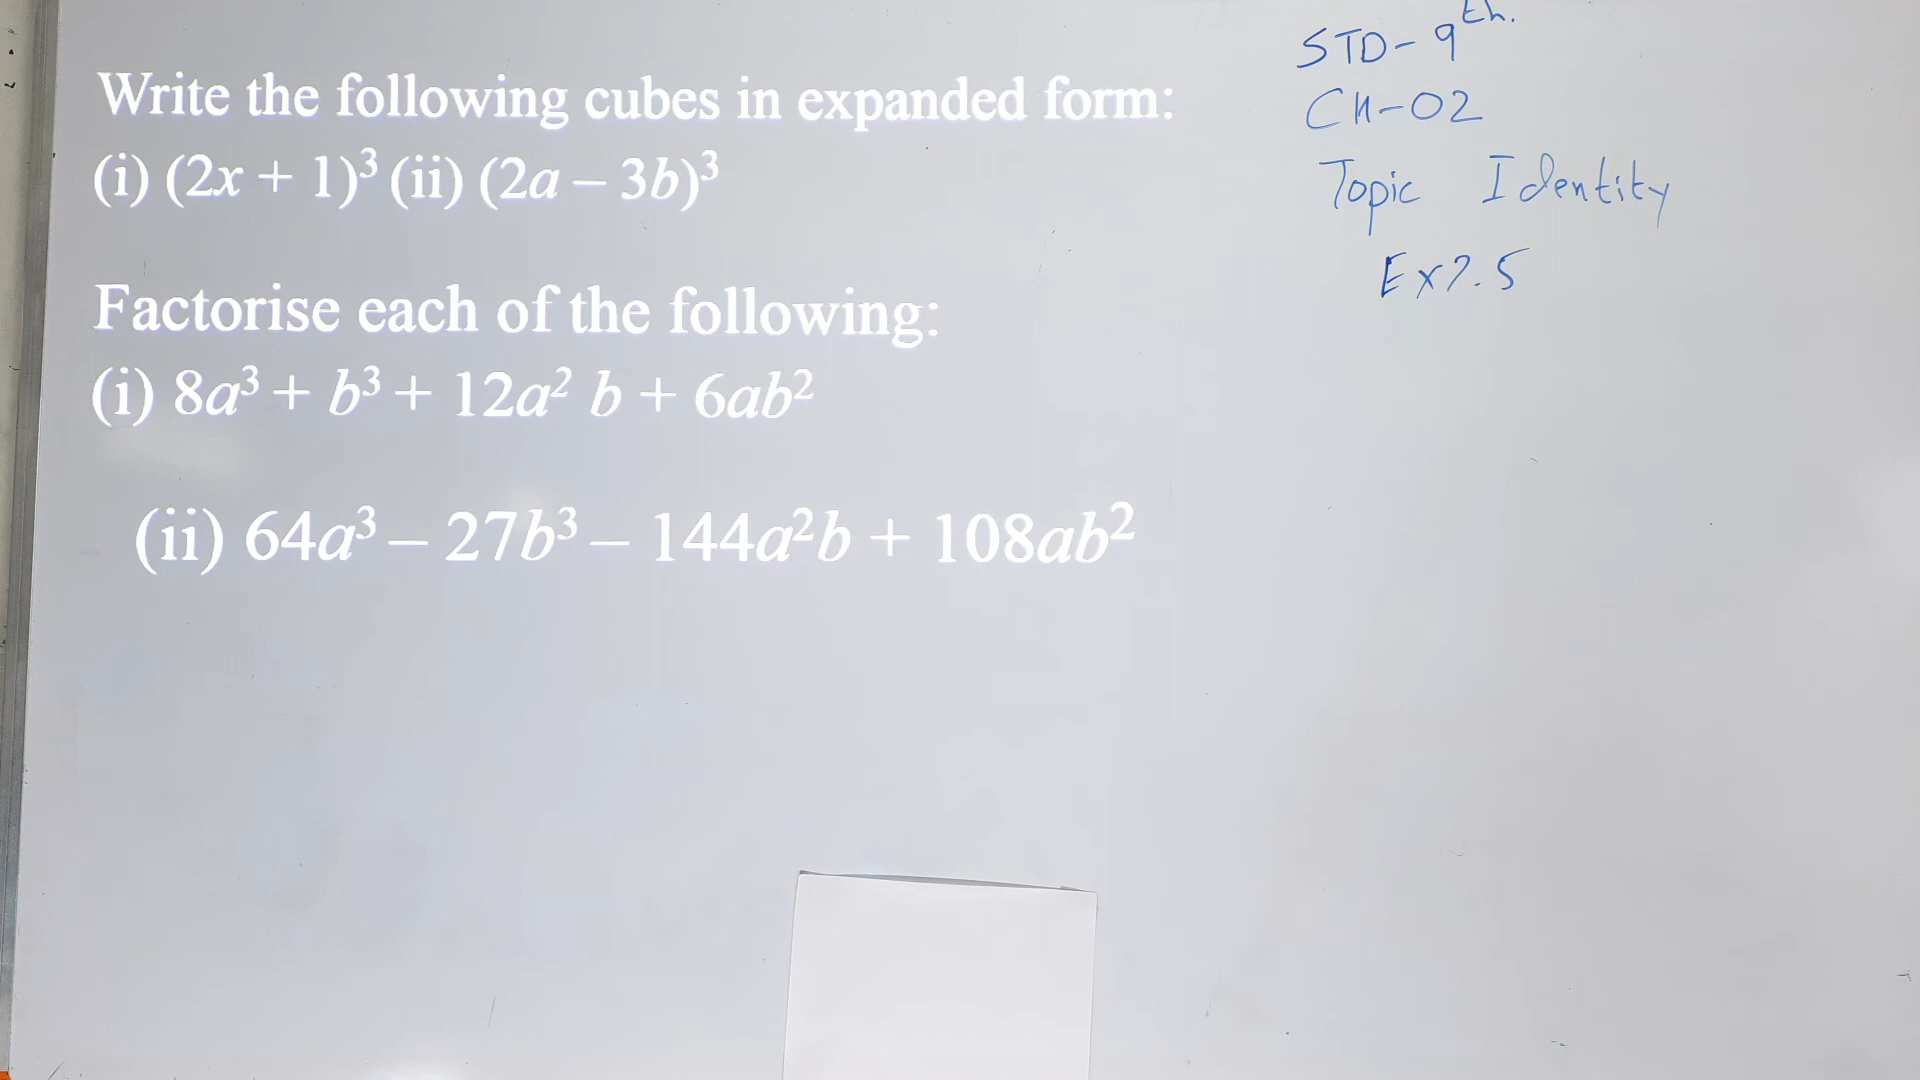 Write the following cubes in expanded form:
(i) (2x + 1)³ (ii) (2a – 3b)³
Factorise each of the following:
(i) 8a³ + b³ + 12a² b + 6ab²
(ii) 64a³ – 27b³ – 144a²b + 108ab²
STD-9th.
CH-02
Topic Identity
Ex2.5